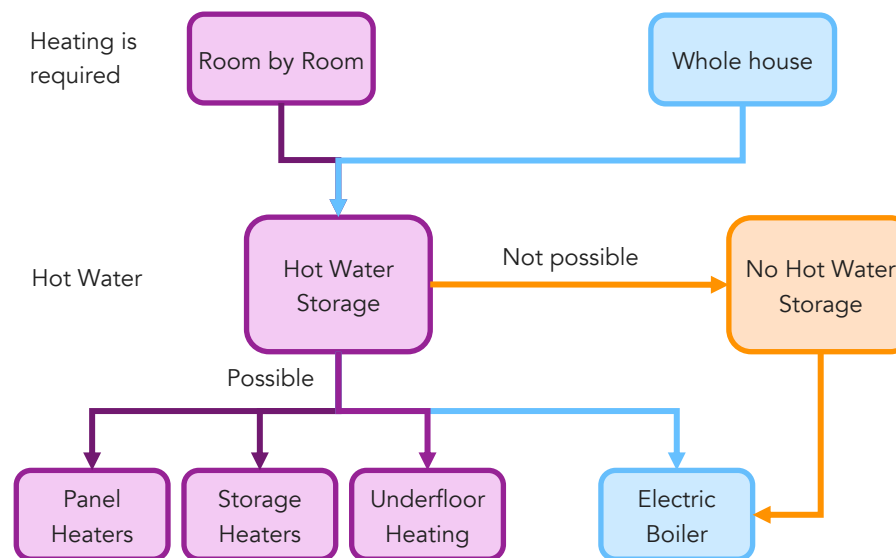 Heating is
required
Room by Room
Whole house
Hot Water
Hot Water
Storage
Not possible
No Hot Water
Storage
Possible
Panel
Heaters
Storage
Heaters
Underfloor
Heating
Electric
Boiler